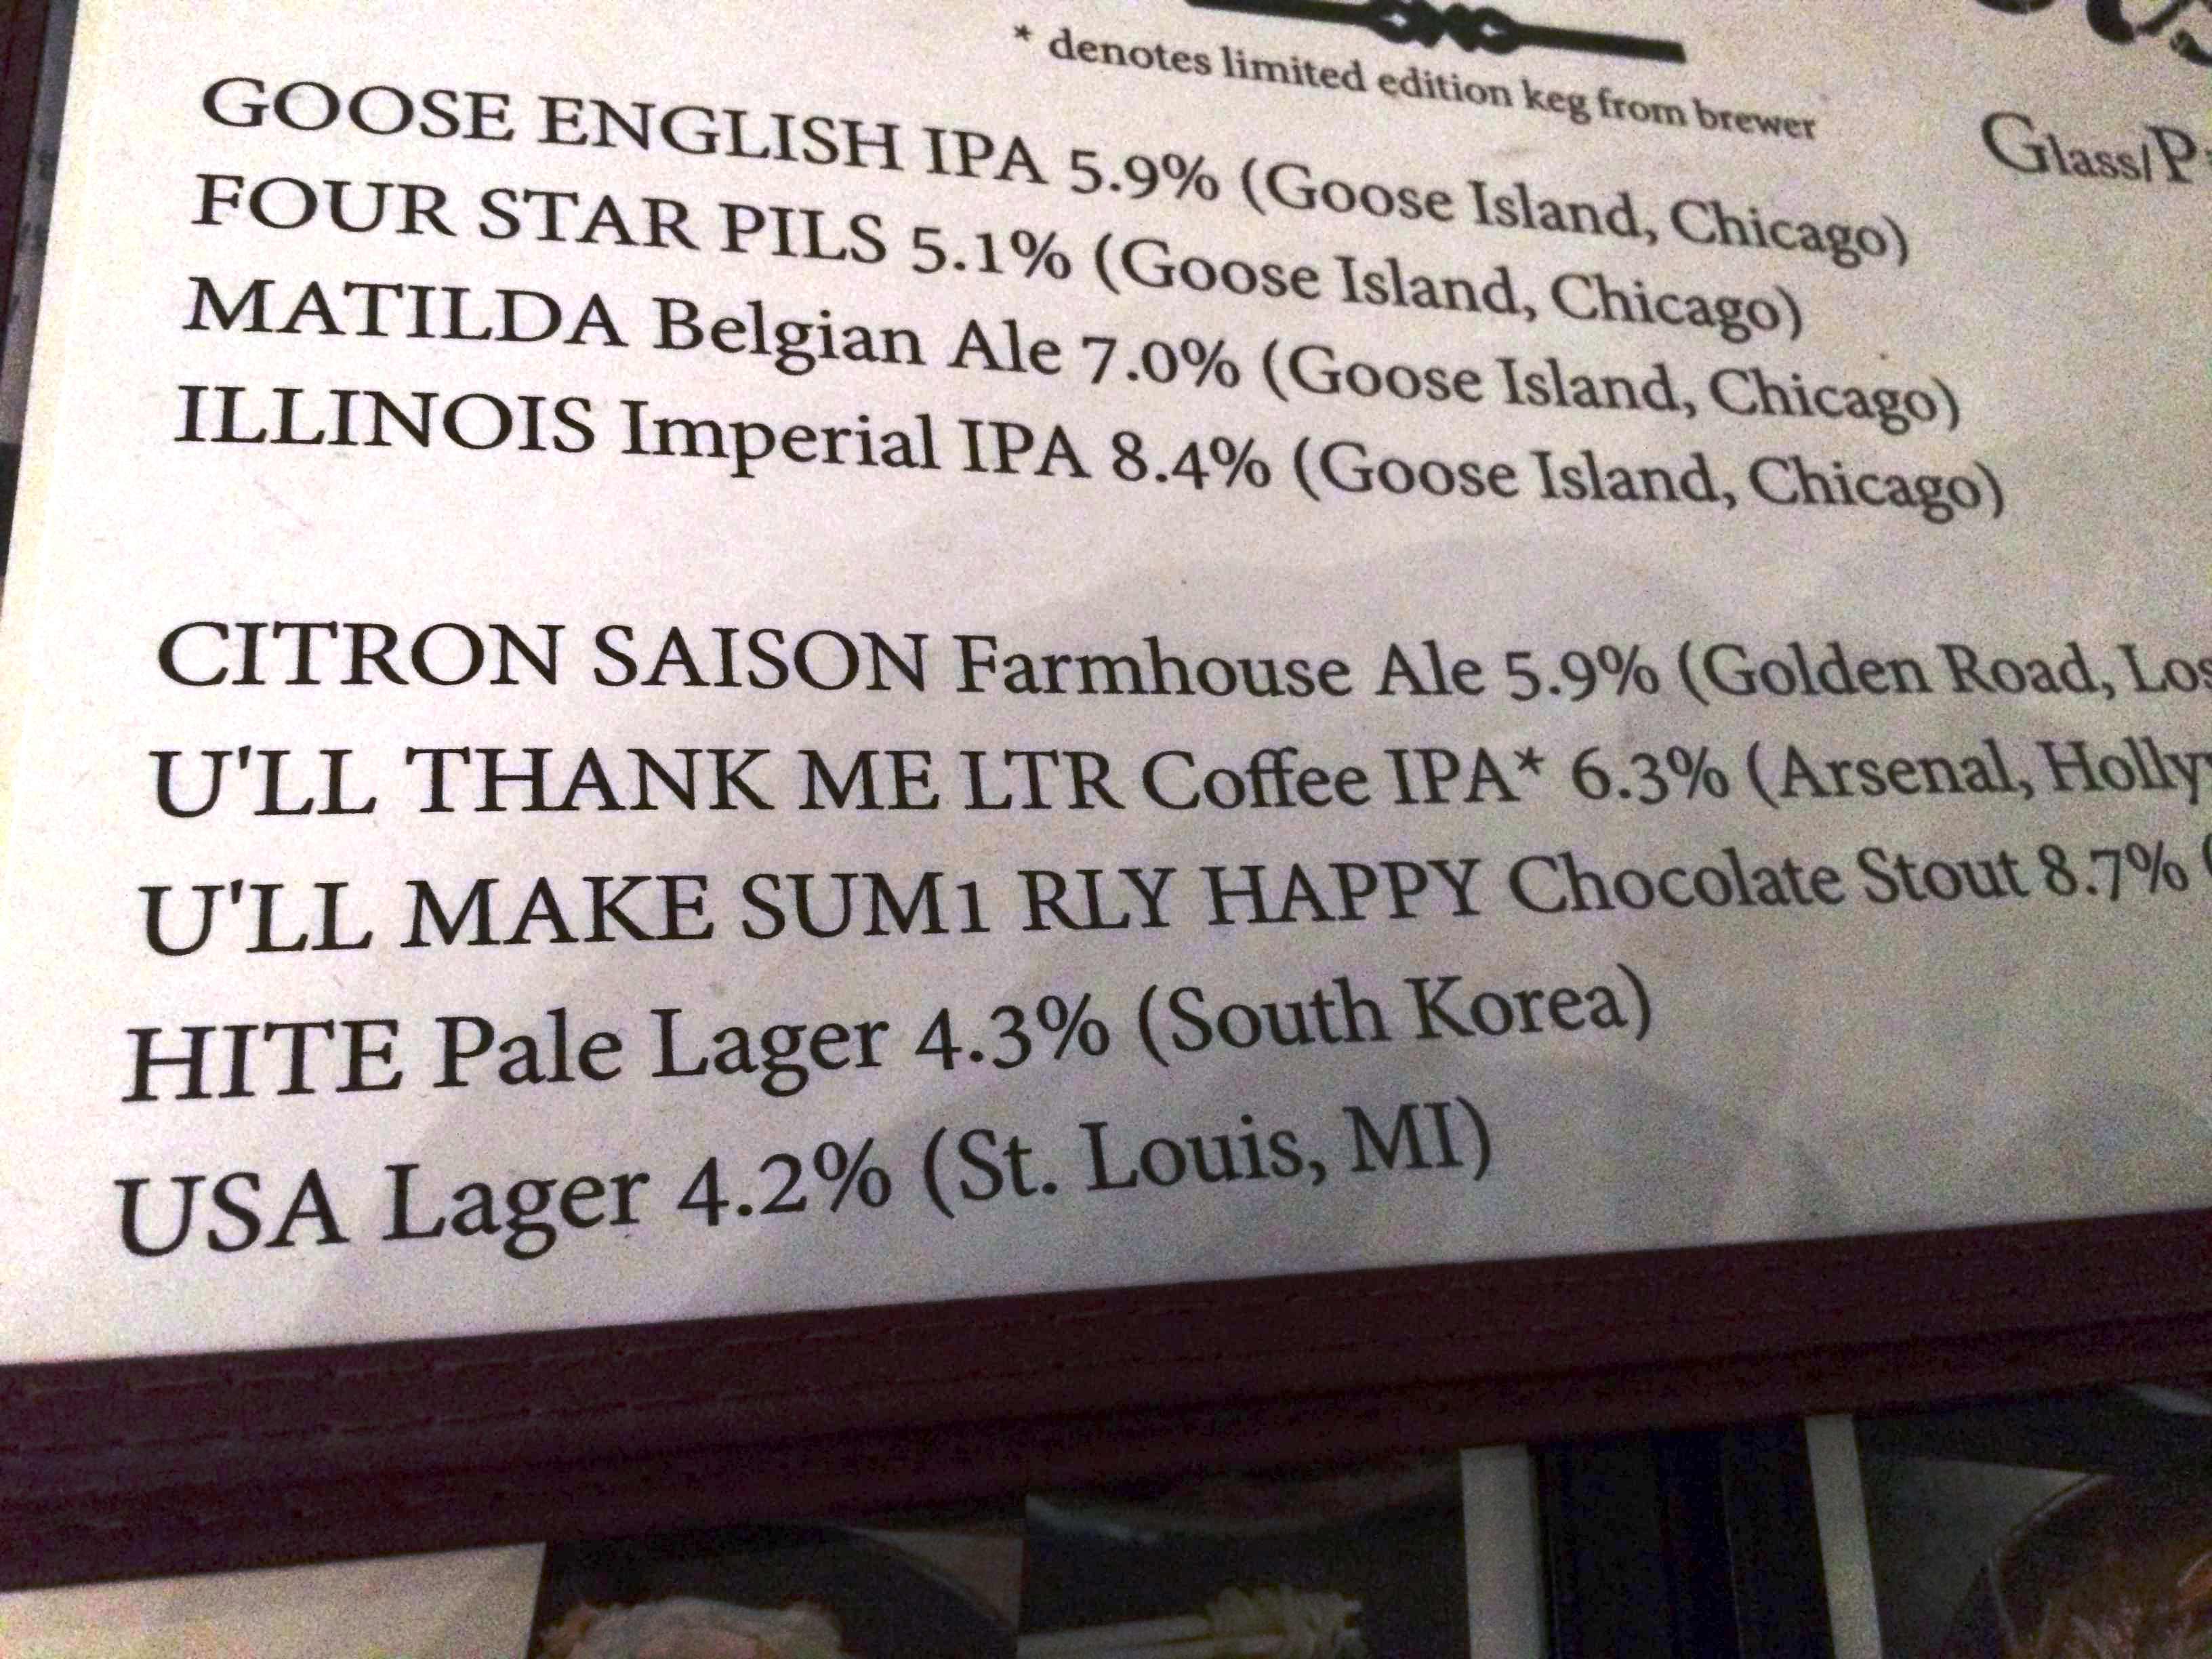 * denotes limited edition keg from brewer
Glass/P
GOOSE ENGLISH IPA 5.9% (Goose Island, Chicago)
FOUR STAR PILS 5.1% (Goose Island, Chicago)
MATILDA Belgian Ale 7.0% (Goose Island, Chicago)
ILLINOIS Imperial IPA 8.4% (Goose Island, Chicago)
CITRON SAISON Farmhouse Ale 5.9% (Golden Road, Los
U'LL THANK ME LTR Coffee IPA* 6.3% (Arsenal, Holly
U'LL MAKE SUM1 RLY HAPPY Chocolate Stout 8.7% (
HITE Pale Lager 4.3% (South Korea)
USA Lager 4.2% (St. Louis, MI)